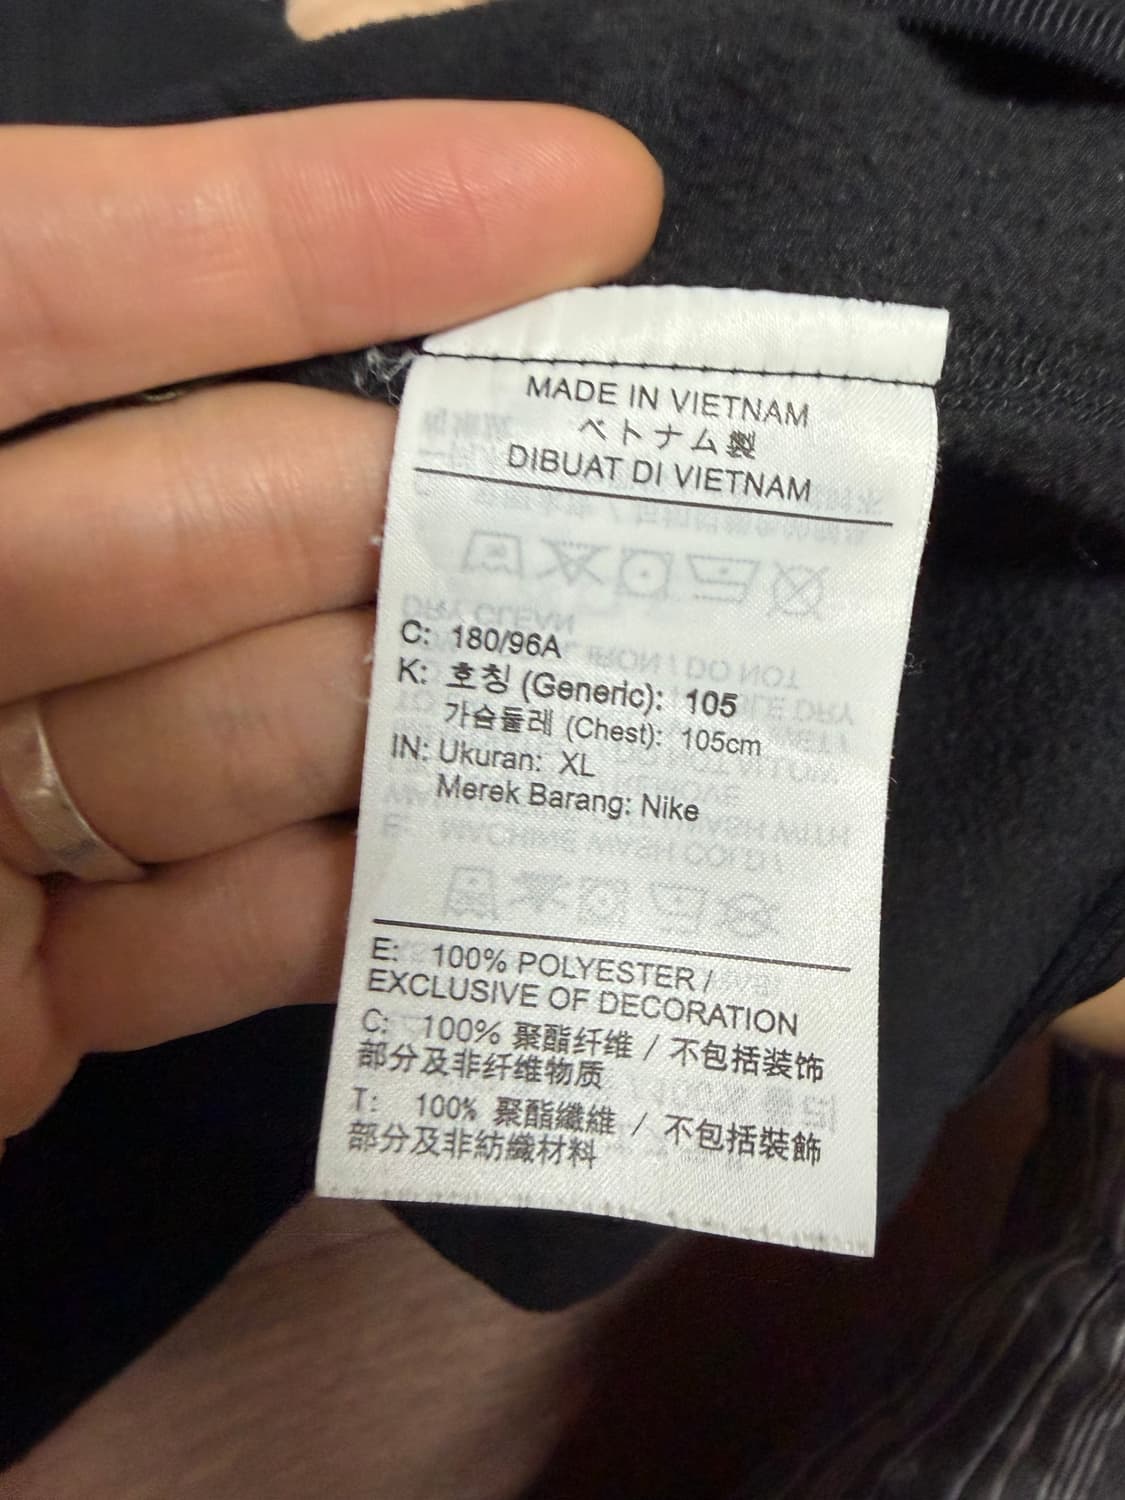 MADE IN VIETNAM
ベトナム製
DIBUAT DI VIETNAM
C: 180/96A
K: 호칭 (Generic): 105
가슴둘레 (Chest): 105cm
IN: Ukuran: XL
Merek Barang: Nike
E: 100% POLYESTER /
EXCLUSIVE OF DECORATION
C: 100% 聚酯纤维 / 不包括装饰
部分及非纤维物质
T: 100% 聚酯纖維 / 不包括裝飾
部分及非紡織材料